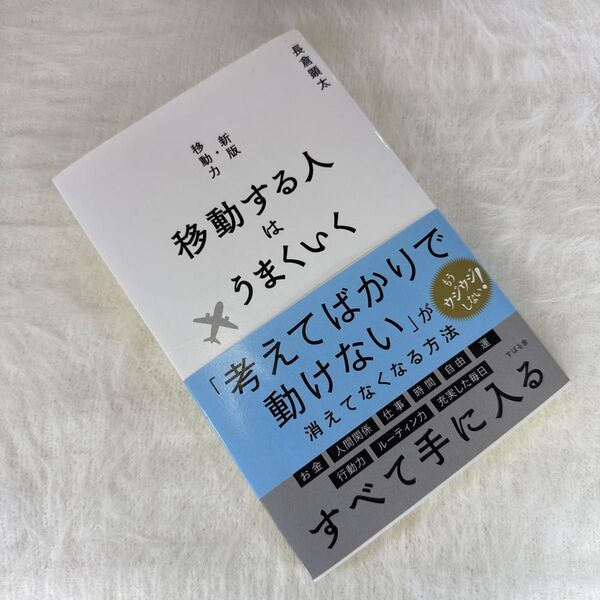 長倉顕太
新版
・
移動力
移動する人
は
うまくいく
「考えてばかりで
動けない」が
消えてなくなる方法
もう
ウジウジ
しない!
すばる舎
お金
人間関係
仕事
時間
自由
運
行動力
ルーティン力
充実した毎日
すべて手に入る